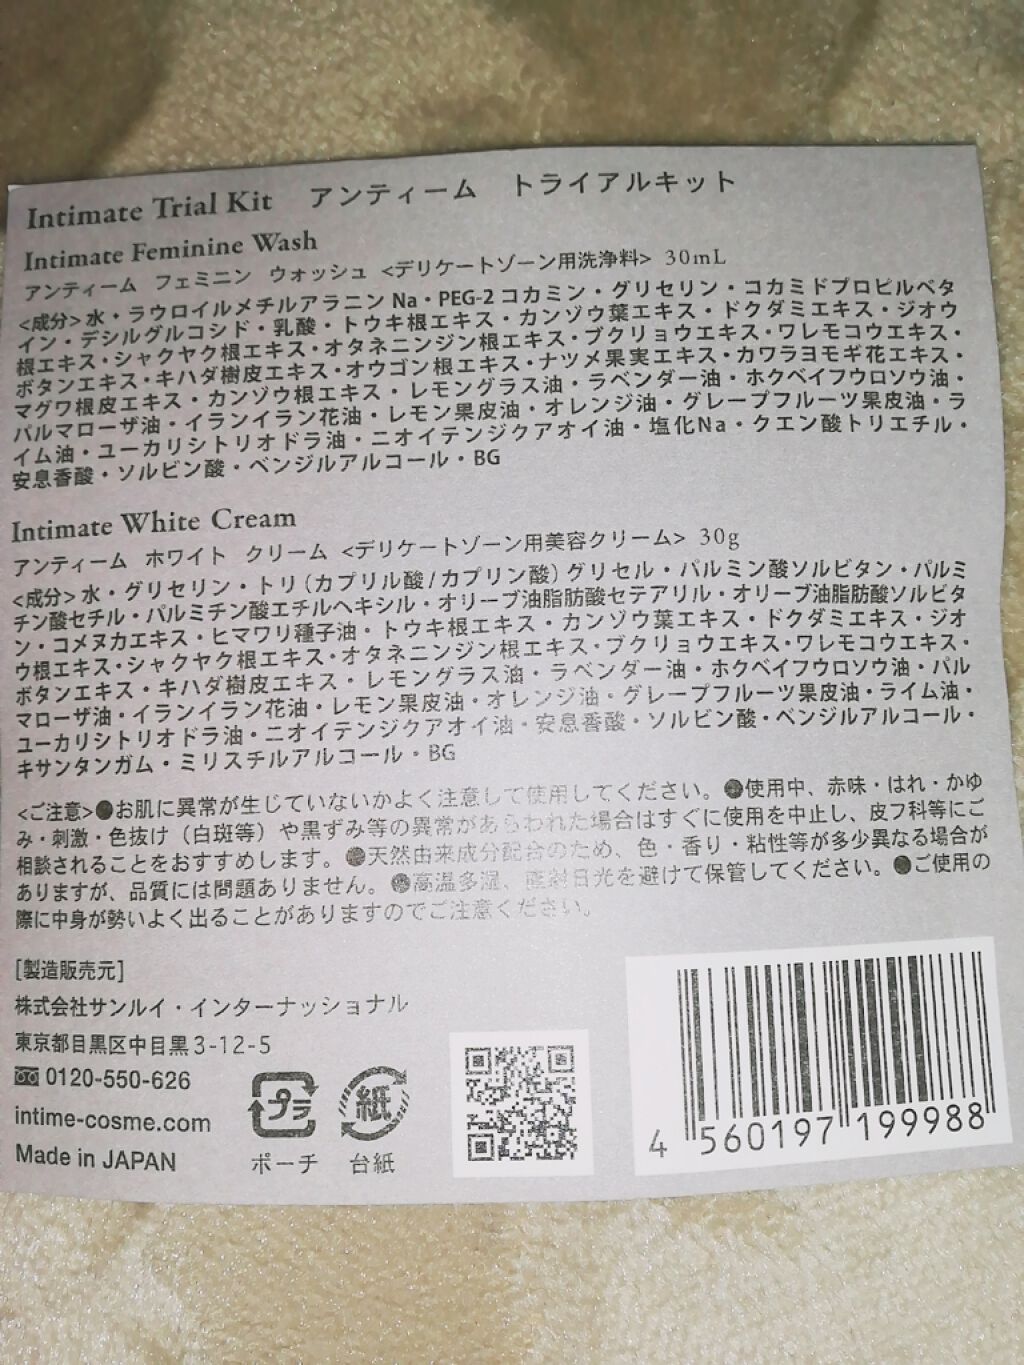 Intimate Trial Kit アンティーム トライアルキット
Intimate Feminine Wash
アンティーム フェミニン ウォッシュ <デリケートゾーン用洗浄料> 30mL
<成分> 水・ラウロイルメチルアラニンNa・PEG-2コカミン・グリセリン・コカミドプロピルベタ
イン・デシルグルコシド・乳酸・トウキ根エキス・カンゾウ葉エキス・ドクダミエキス・ジオウ
根エキス・シャクヤク根エキス・オタネニンジン根エキス・ブクリョウエキス・ワレモコウエキス・
ボタンエキス・キハダ樹皮エキス・オウゴン根エキス・ナツメ果実エキス・カワラヨモギ花エキス・
マグワ根皮エキス・カンゾウ根エキス・レモングラス油・ラベンダー油・ホクベイフウロソウ油・
パルマローザ油・イランイラン花油・レモン果皮油・オレンジ油・グレープフルーツ果皮油・ラ
イム油・ユーカリシトリオドラ油・ニオイテンジクアオイ油・塩化Na・クエン酸トリエチル・
安息香酸・ソルビン酸・ベンジルアルコール・BG
Intimate White Cream
アンティーム ホワイト クリーム <デリケートゾーン用美容クリーム> 30g
<成分> 水・グリセリン・トリ(カプリル酸/カプリン酸)グリセル・パルミン酸ソルビタン・パルミ
チン酸セチル・パルミチン酸エチルヘキシル・オリーブ油脂肪酸セテアリル・オリーブ油脂肪酸ソルビタ
ン・コメヌカエキス・ヒマワリ種子油・トウキ根エキス・カンゾウ葉エキス・ドクダミエキス・ジオ
ウ根エキス・シャクヤク根エキス・オタネニンジン根エキス・ブクリョウエキス・ワレモコウエキス・
ボタンエキス・キハダ樹皮エキス・レモングラス油・ラベンダー油・ホクベイフウロソウ油・パル
マローザ油・イランイラン花油・レモン果皮油・オレンジ油・グレープフルーツ果皮油・ライム油・
ユーカリシトリオドラ油・ニオイテンジクアオイ油・安息香酸・ソルビン酸・ベンジルアルコール・
キサンタンガム・ミリスチルアルコール・BG
<ご注意>●お肌に異常が生じていないかよく注意して使用してください。●使用中、赤味・はれ・かゆ
み・刺激・色抜け（白斑等）や黒ずみ等の異常があらわれた場合はすぐに使用を中止し、皮フ科等にご
相談されることをおすすめします。●天然由来成分配合のため、色・香り・粘性等が多少異なる場合が
ありますが、品質には問題ありません。●高温多湿、直射日光を避けて保管してください。●ご使用の
際に中身が勢いよく出ることがありますのでご注意ください。
[製造販売元]
株式会社サンルイ・インターナッショナル
東京都目黒区中目黒3-12-5
0120-550-626
intime-cosme.com
Made in JAPAN
プラ
ポーチ
紙
台紙
4 560197 199988